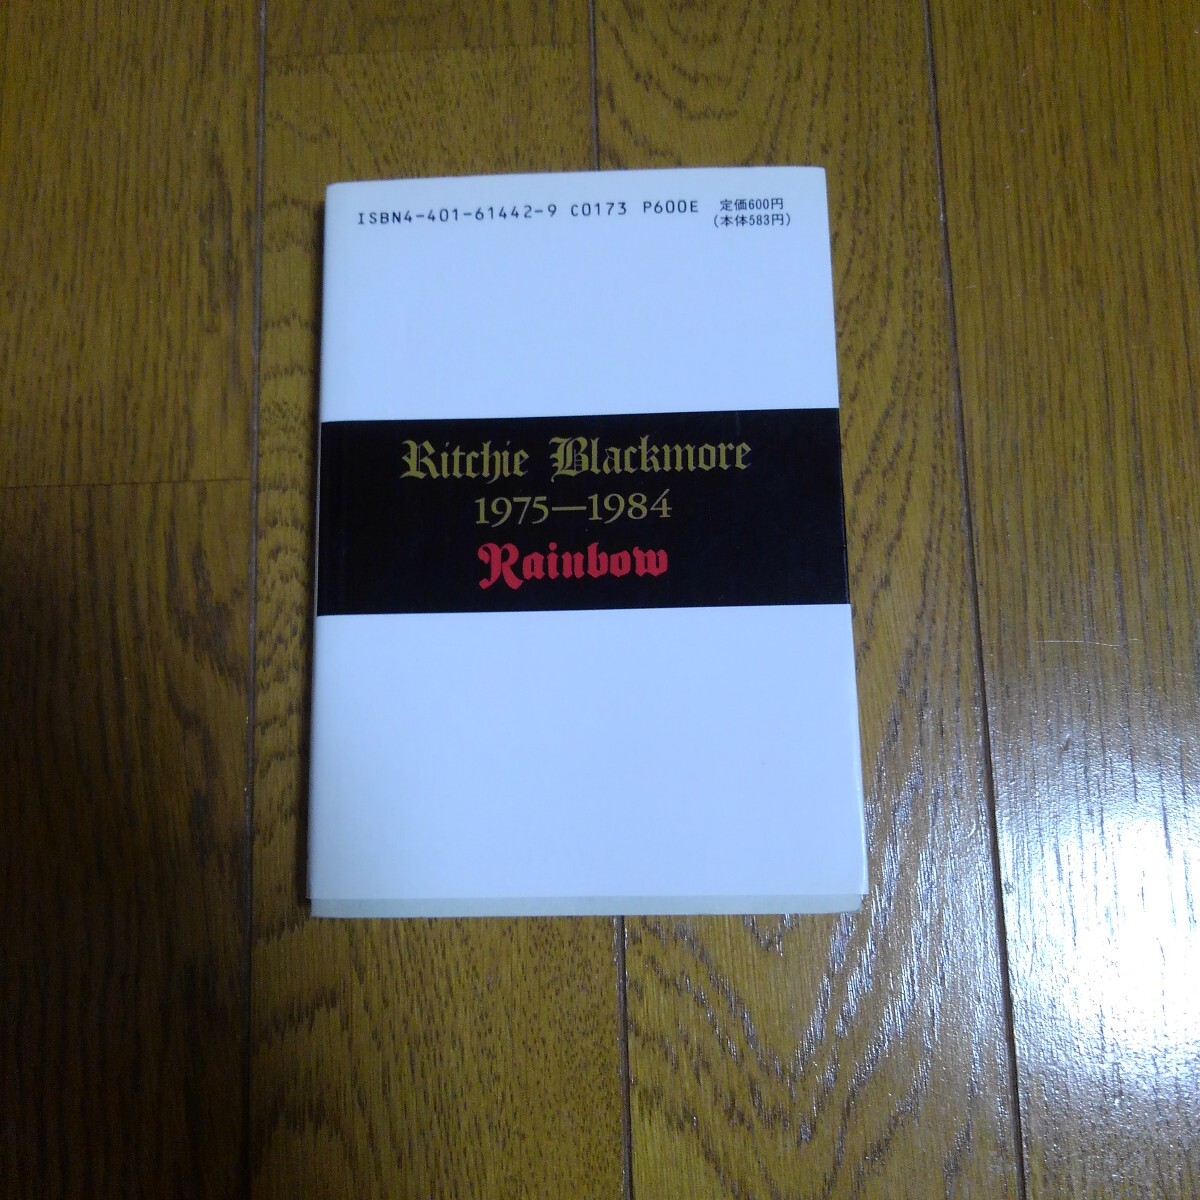 ISBN4-401-61442-9 C0173 P600E 定価600円
(本体583円)
Ritchie Blackmore
1975—1984
Rainbow